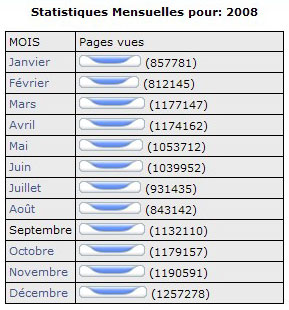 Statistiques Mensuelles pour: 2008
MOIS Pages vues
Janvier (857781)
Février (812145)
Mars (1177147)
Avril (1174162)
Mai (1053712)
Juin (1039952)
Juillet (931435)
Août (843142)
Septembre (1132110)
Octobre (1179157)
Novembre (1190591)
Décembre (1257278)